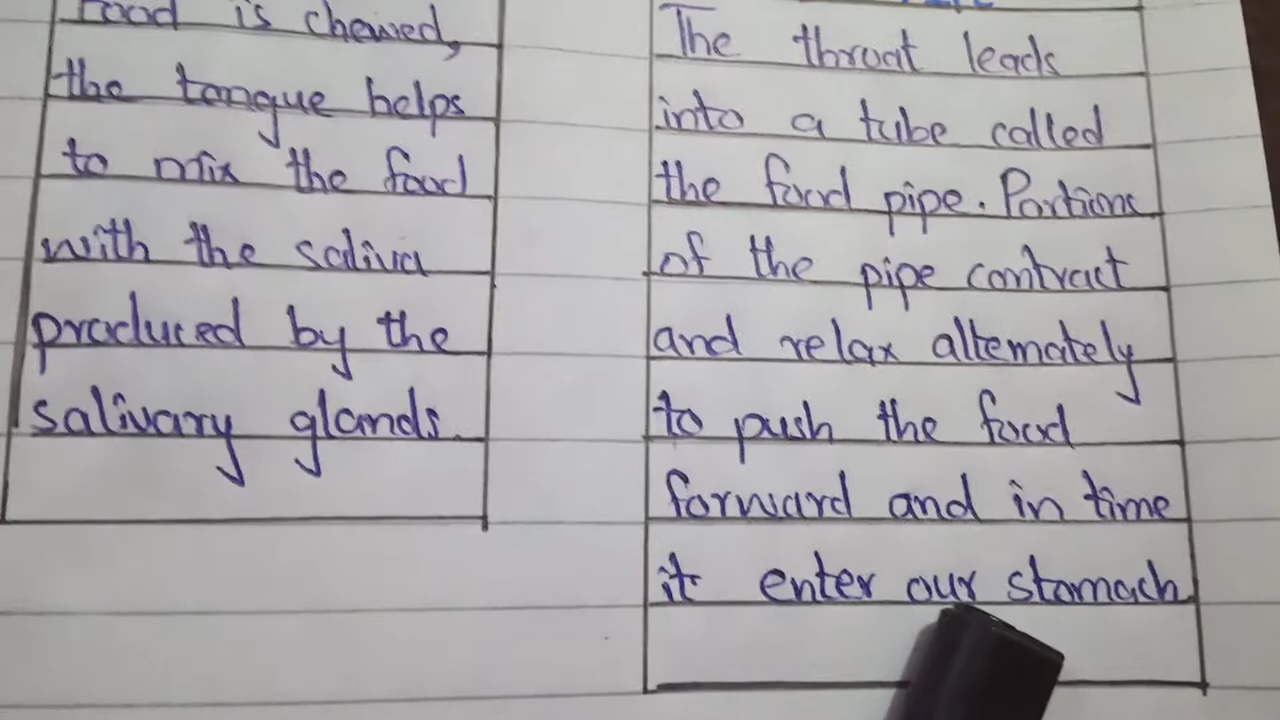 Food is chewed,
the tongue helps
to mix the food
with the saliva
produced by the
salivary glands.
The throat leads
into a tube called
the food pipe. Portions
of the pipe contract
and relax alternately
to push the food
forward and in time
it enter our stomach